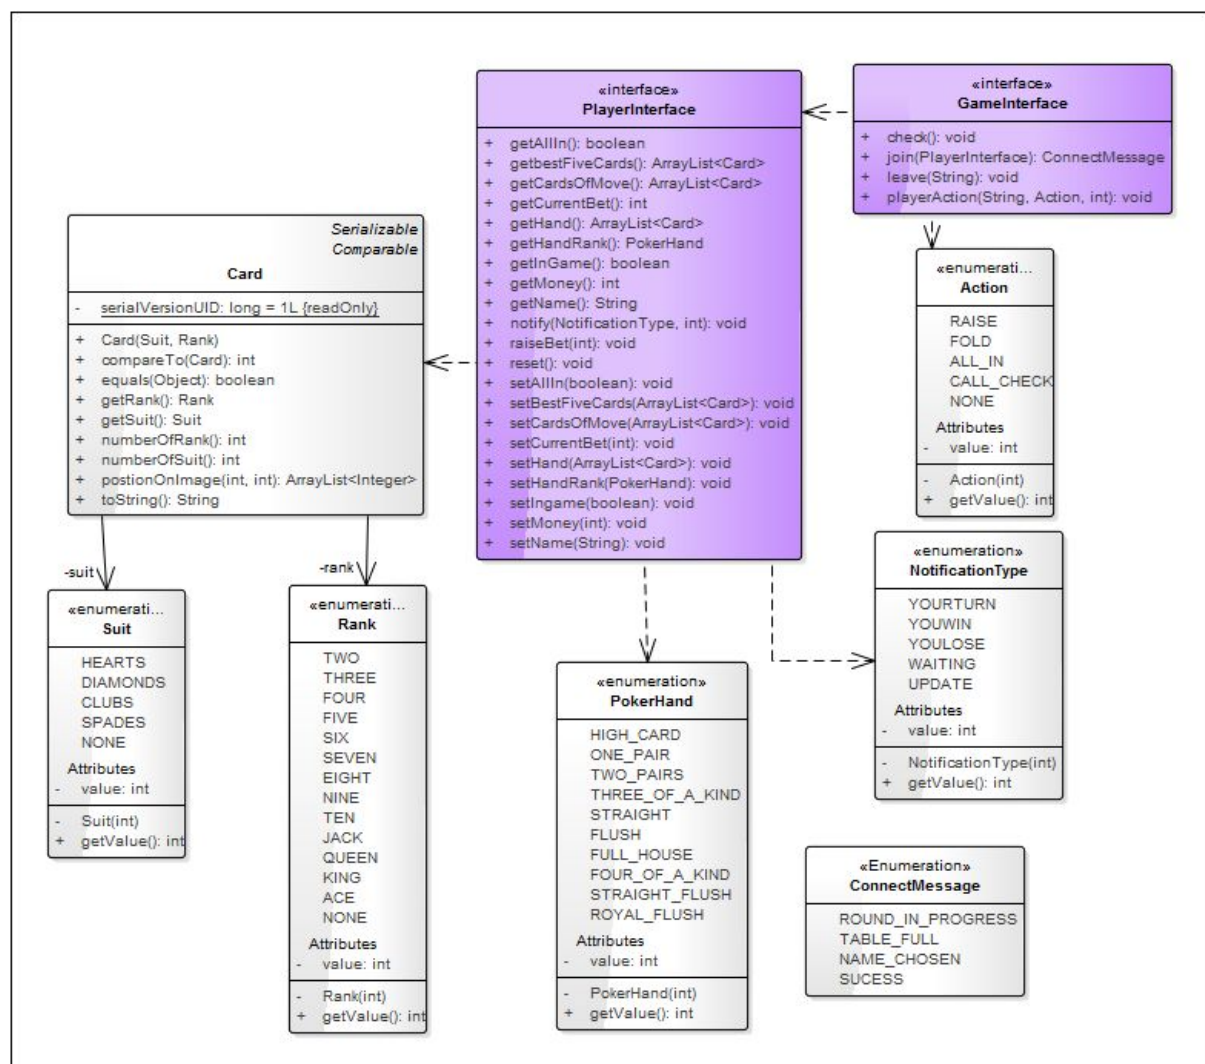 «interface»
PlayerInterface
+ getAllIn(): boolean
+ getbestFiveCards(): ArrayList<Card>
+ getCardsOfMove(): ArrayList<Card>
+ getCurrentBet(): int
+ getHand(): ArrayList<Card>
+ getHandRank(): PokerHand
+ getInGame(): boolean
+ getMoney(): int
+ getName(): String
+ notify(NotificationType, int): void
+ raiseBet(int): void
+ reset(): void
+ setAllIn(boolean): void
+ setBestFiveCards(ArrayList<Card>): void
+ setCardsOfMove(ArrayList<Card>): void
+ setCurrentBet(int): void
+ setHand(ArrayList<Card>): void
+ setHandRank(PokerHand): void
+ setIngame(boolean): void
+ setMoney(int): void
+ setName(String): void
«interface»
GameInterface
+ check(): void
+ join(PlayerInterface): ConnectMessage
+ leave(String): void
+ playerAction(String, Action, int): void
Serializable
Comparable
Card
- serialVersionUID: long = 1L {readOnly}
+ Card(Suit, Rank)
+ compareTo(Card): int
+ equals(Object): boolean
+ getRank(): Rank
+ getSuit(): Suit
+ numberOfRank(): int
+ numberOfSuit(): int
+ postionOnImage(int, int): ArrayList<Integer>
+ toString(): String
«enumerati...
Action
RAISE
FOLD
ALL_IN
CALL_CHECK
NONE
Attributes
- value: int
- Action(int)
+ getValue(): int
-suit
-rank
«enumerati...
Suit
HEARTS
DIAMONDS
CLUBS
SPADES
NONE
Attributes
- value: int
- Suit(int)
+ getValue(): int
«enumerati...
Rank
TWO
THREE
FOUR
FIVE
SIX
SEVEN
EIGHT
NINE
TEN
JACK
QUEEN
KING
ACE
NONE
Attributes
- value: int
- Rank(int)
+ getValue(): int
«enumeration»
PokerHand
HIGH_CARD
ONE_PAIR
TWO_PAIRS
THREE_OF_A_KIND
STRAIGHT
FLUSH
FULL_HOUSE
FOUR_OF_A_KIND
STRAIGHT_FLUSH
ROYAL_FLUSH
Attributes
- value: int
- PokerHand(int)
+ getValue(): int
«enumeration»
NotificationType
YOURTURN
YOUWIN
YOULOSE
WAITING
UPDATE
Attributes
- value: int
- NotificationType(int)
+ getValue(): int
«Enumeration»
ConnectMessage
ROUND_IN_PROGRESS
TABLE_FULL
NAME_CHOSEN
SUCESS